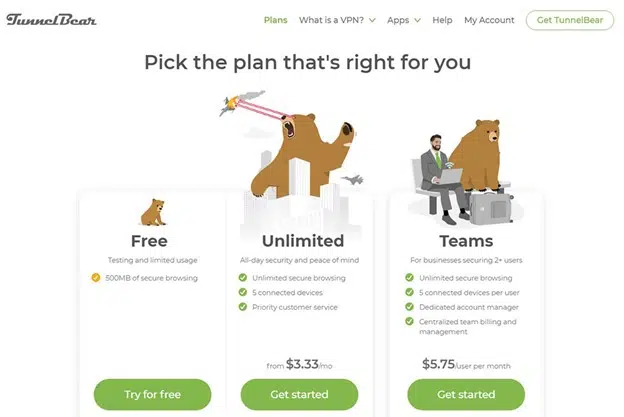 TunnelBear
Plans
What is a VPN?
Apps
Help
My Account
Get TunnelBear
Pick the plan that's right for you
Free
Testing and limited usage
500MB of secure browsing
Try for free
Unlimited
All-day security and peace of mind
Unlimited secure browsing
5 connected devices
Priority customer service
from $3.33/mo
Get started
Teams
For businesses securing 2+ users
Unlimited secure browsing
5 connected devices per user
Dedicated account manager
Centralized team billing and
management
$5.75/user per month
Get started